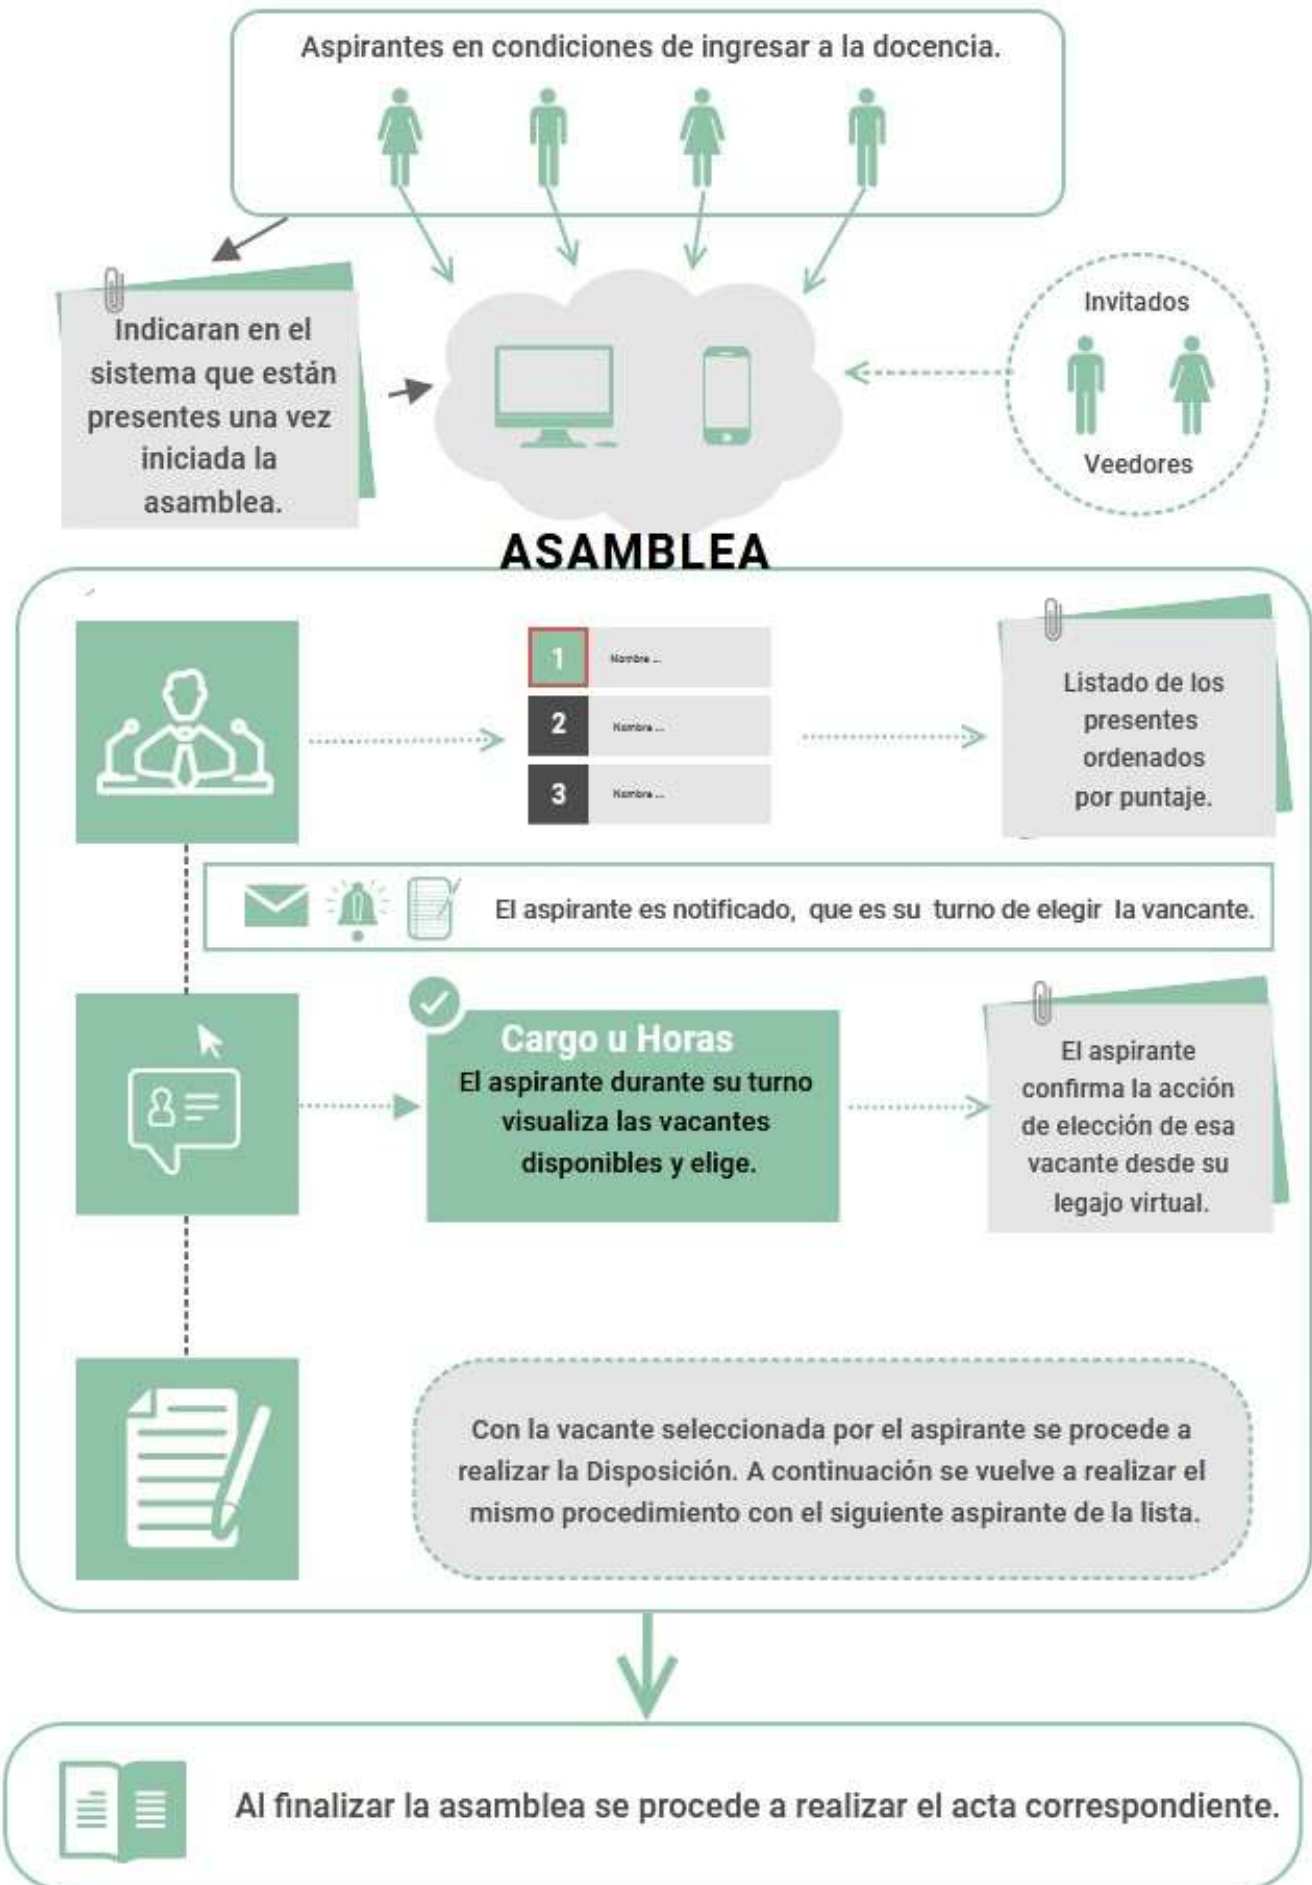 Aspirantes en condiciones de ingresar a la docencia.
Indicaran en el
sistema que están
presentes una vez
iniciada la
asamblea.
Invitados
Veedores
ASAMBLEA
1
Nombre ...
2
Nombre ...
3
Nombre ...
Listado de los
presentes
ordenados
por puntaje.
El aspirante es notificado, que es su turno de elegir la vancante.
Cargo u Horas
El aspirante durante su turno
visualiza las vacantes
disponibles y elige.
El aspirante
confirma la acción
de elección de esa
vacante desde su
legajo virtual.
Con la vacante seleccionada por el aspirante se procede a
realizar la Disposición. A continuación se vuelve a realizar el
mismo procedimiento con el siguiente aspirante de la lista.
Al finalizar la asamblea se procede a realizar el acta correspondiente.